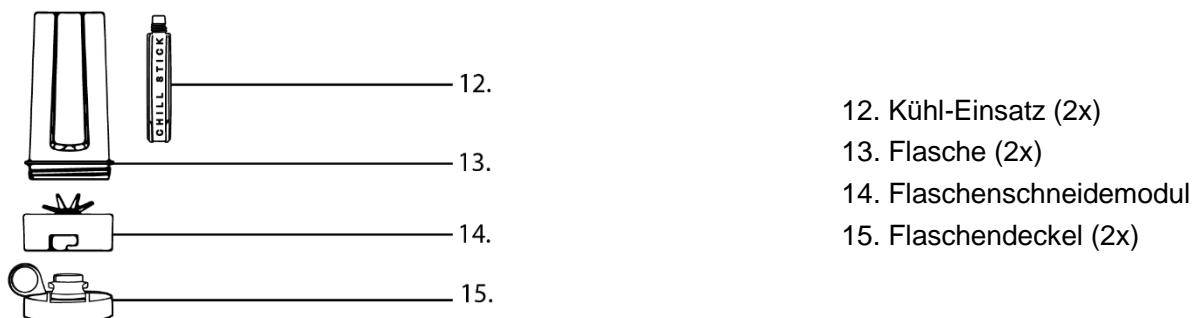 CHILL STICK
12.
13.
14.
15.
12. Kühl-Einsatz (2x)
13. Flasche (2x)
14. Flaschenschneidemodul
15. Flaschendeckel (2x)